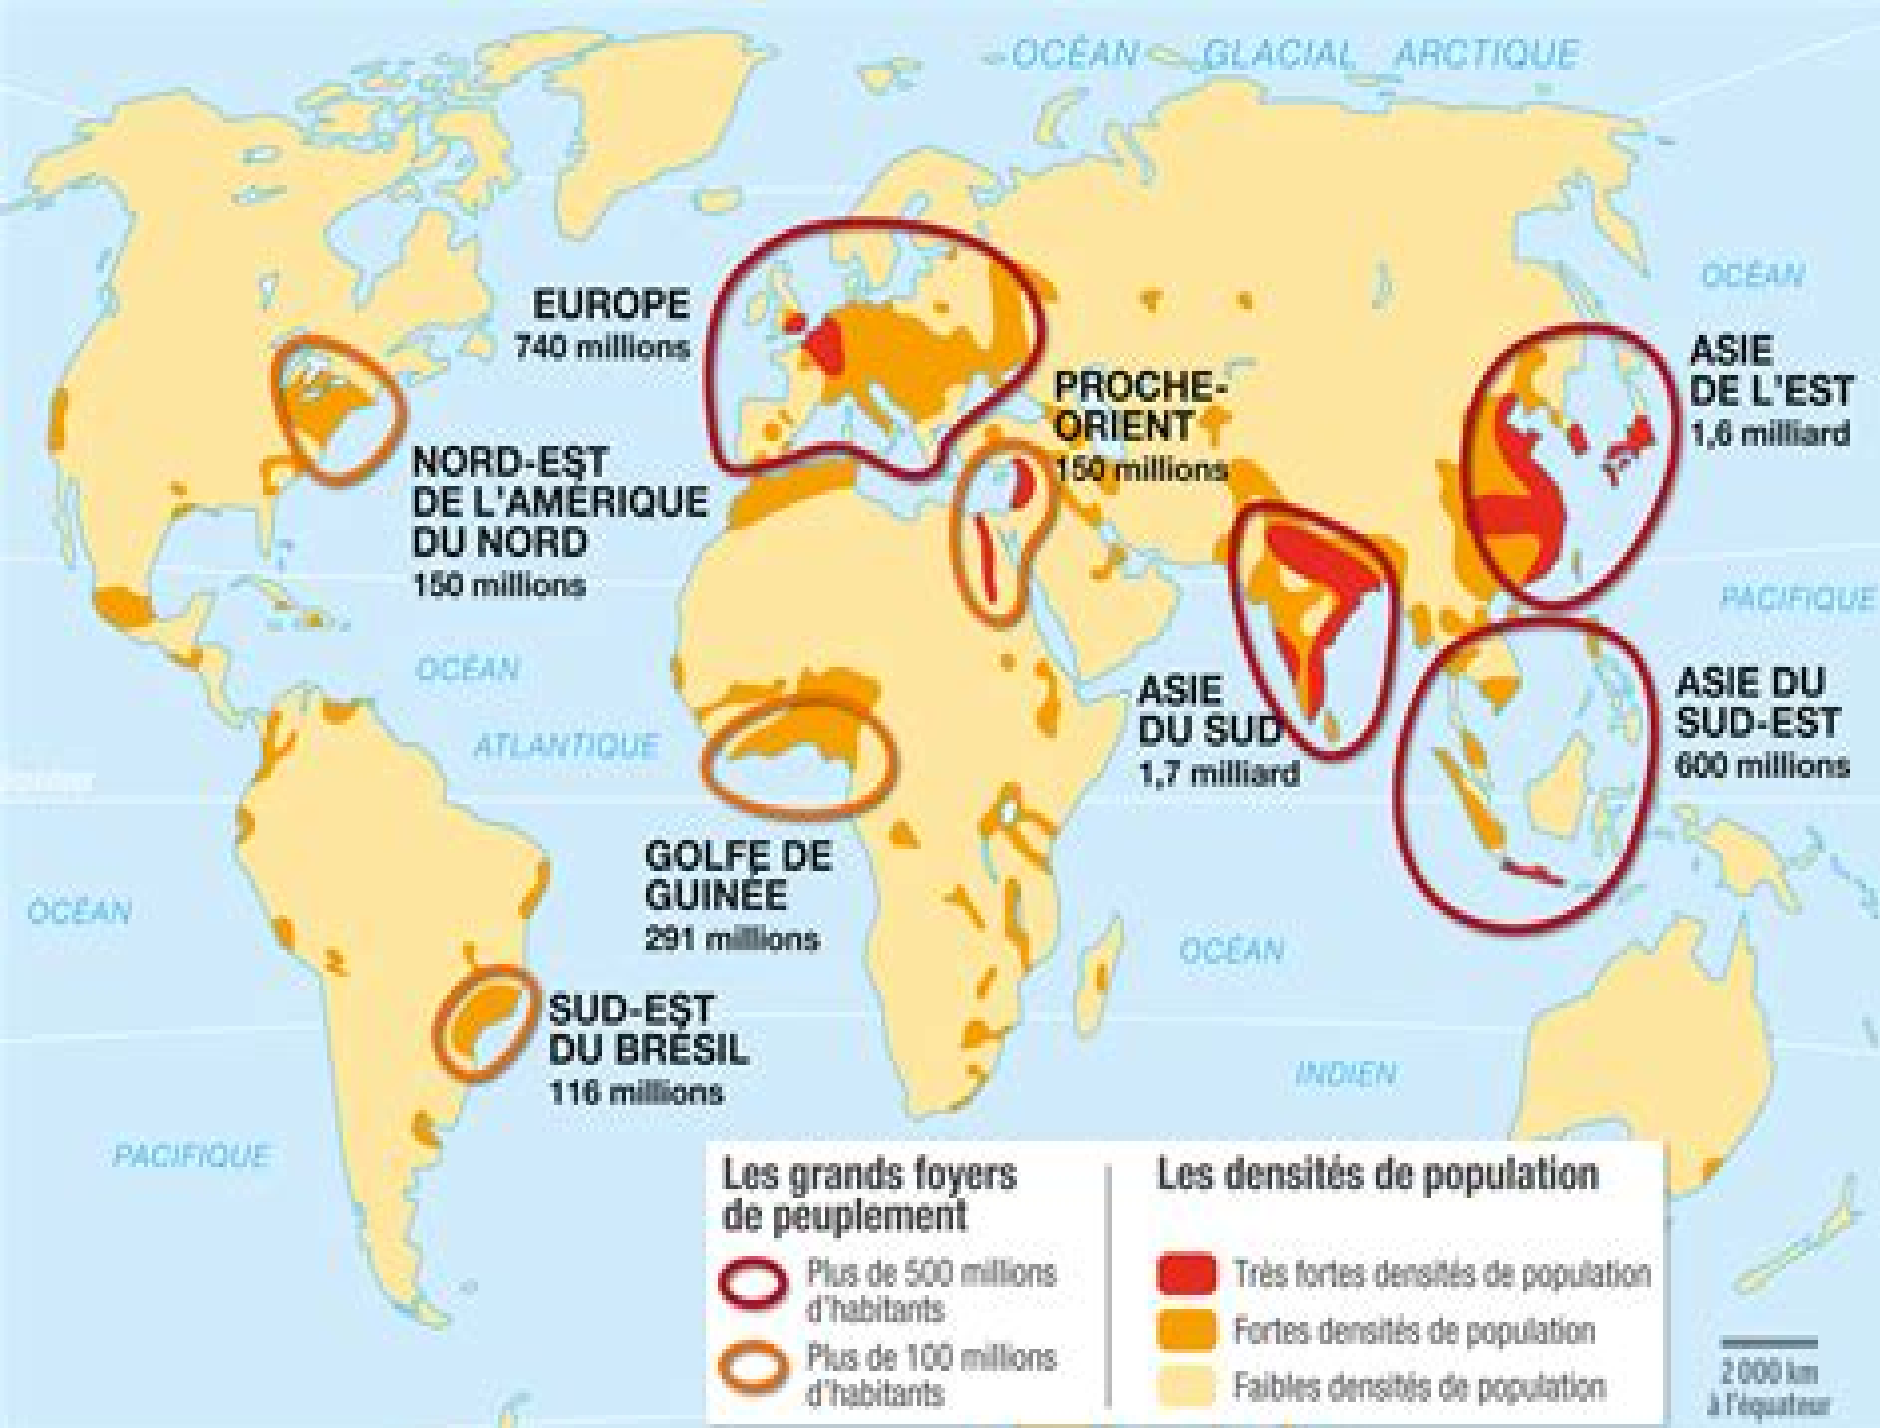 OCÉAN GLACIAL ARCTIQUE
OCÉAN
EUROPE
740 millions
ASIE
DE L'EST
1,6 milliard
PROCHE-
ORIENT
150 millions
NORD-EST
DE L'AMÉRIQUE
DU NORD
150 millions
PACIFIQUE
OCÉAN
ATLANTIQUE
ASIE
DU SUD
1,7 milliard
ASIE DU
SUD-EST
600 millions
GOLFE DE
GUINÉE
291 millions
OCÉAN
OCÉAN
SUD-EST
DU BRÉSIL
116 millions
INDIEN
PACIFIQUE
Les grands foyers
de peuplement
Plus de 500 millions
d'habitants
Plus de 100 millions
d'habitants
Les densités de population
Très fortes densités de population
Fortes densités de population
Faibles densités de population
2 000 km
à l'équateur